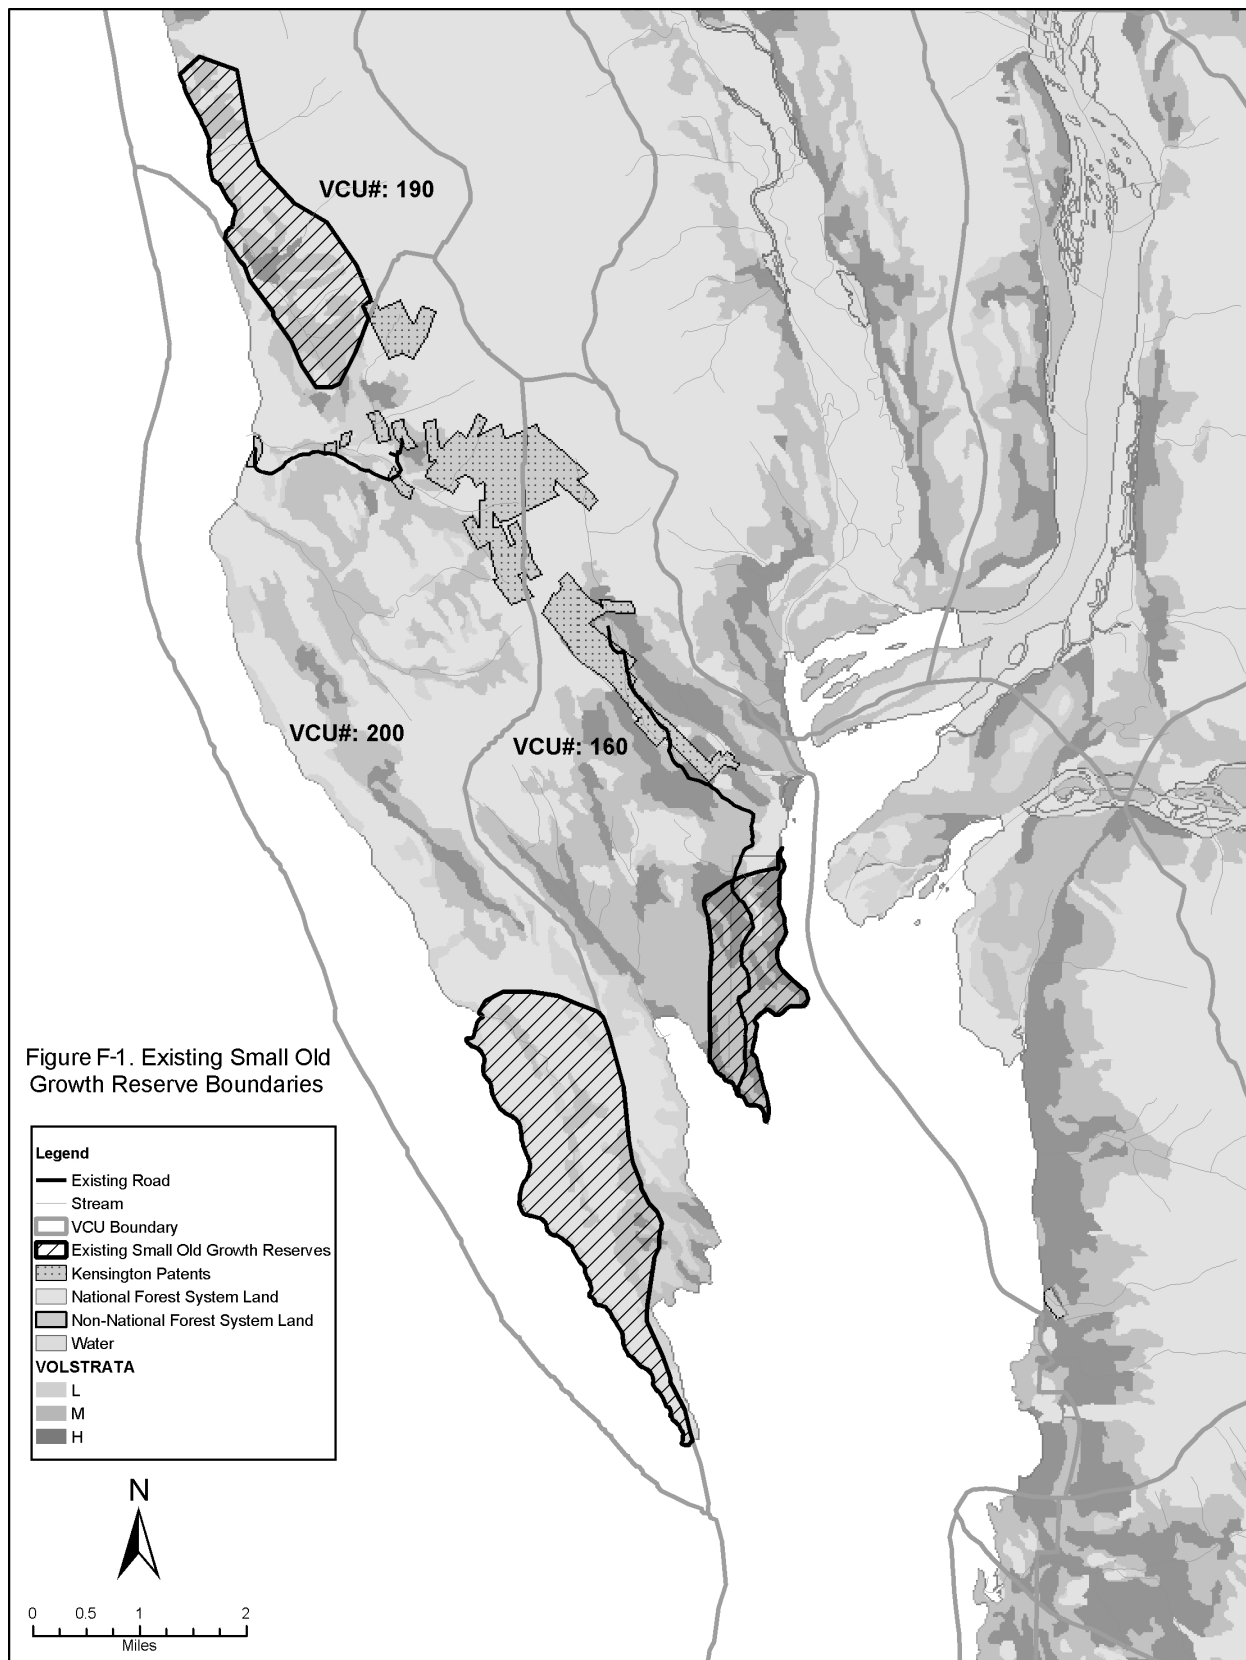 VCU#: 190
VCU#: 200
VCU#: 160
Figure F-1. Existing Small Old
Growth Reserve Boundaries
Legend
Existing Road
Stream
VCU Boundary
Existing Small Old Growth Reserves
Kensington Patents
National Forest System Land
Non-National Forest System Land
Water
VOLSTRATA
L
M
H
N
0 0.5 1 2
Miles